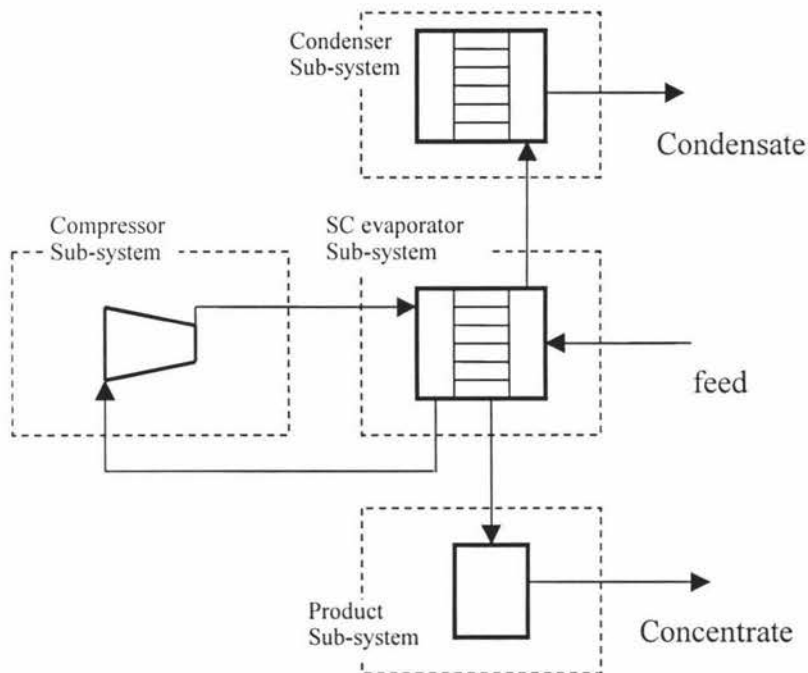 Condenser
Sub-system
Condensate
Compressor
Sub-system
SC evaporator
Sub-system
feed
Product
Sub-system
Concentrate